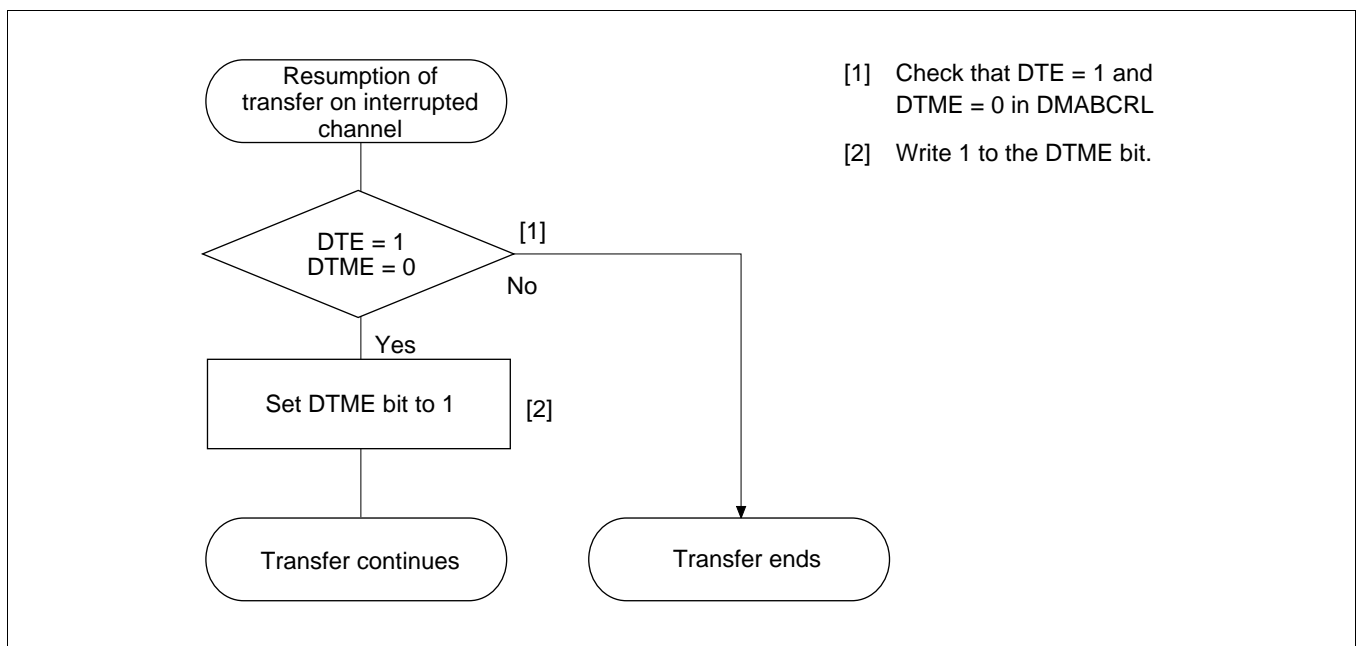 Resumption of
transfer on interrupted
channel
[1] Check that DTE = 1 and
DTME = 0 in DMABCRL
[2] Write 1 to the DTME bit.
DTE = 1
DTME = 0
[1]
No
Yes
Set DTME bit to 1
[2]
Transfer continues
Transfer ends